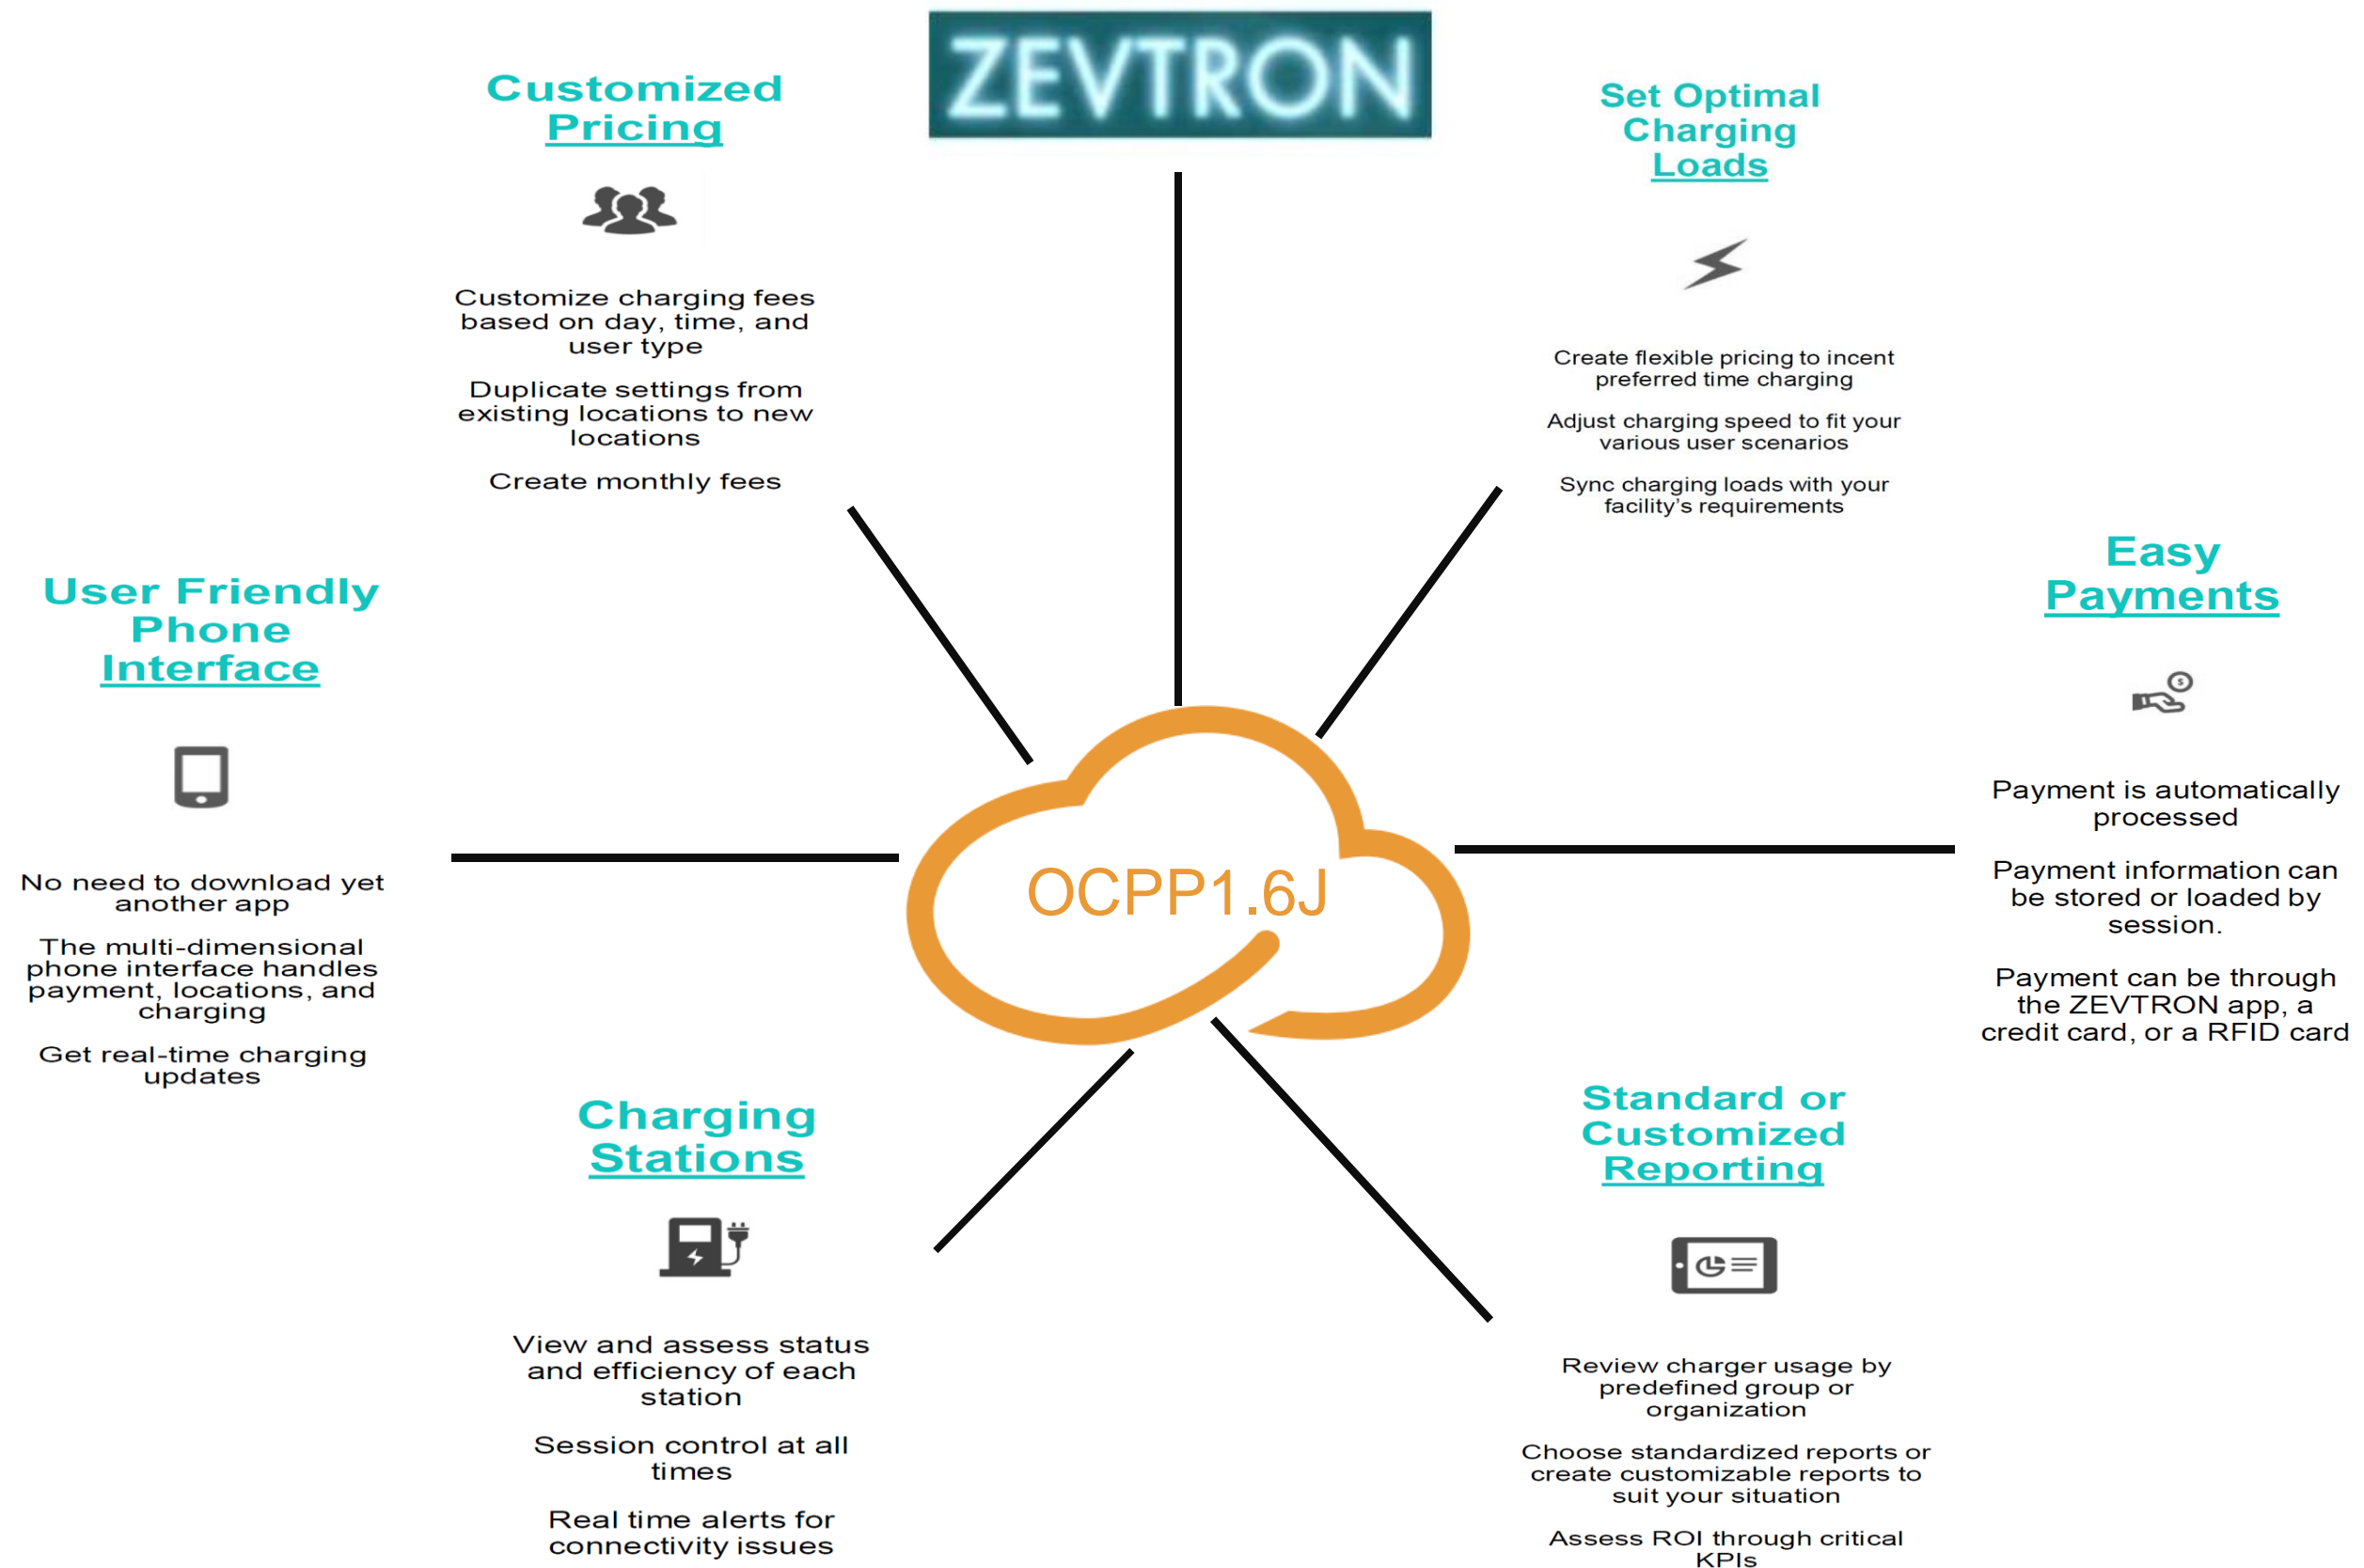 ZEVTRON
Customized
Pricing
Customize charging fees
based on day, time, and
user type
Duplicate settings from
existing locations to new
locations
Create monthly fees
Set Optimal
Charging
Loads
Create flexible pricing to incent
preferred time charging
Adjust charging speed to fit your
various user scenarios
Sync charging loads with your
facility's requirements
User Friendly
Phone
Interface
No need to download yet
another app
The multi-dimensional
phone interface handles
payment, locations, and
charging
Get real-time charging
updates
OCPP1.6J
Easy
Payments
$
Payment is automatically
processed
Payment information can
be stored or loaded by
session.
Payment can be through
the ZEVTRON app, a
credit card, or a RFID card
Charging
Stations
View and assess status
and efficiency of each
station
Session control at all
times
Real time alerts for
connectivity issues
Standard or
Customized
Reporting
Review charger usage by
predefined group or
organization
Choose standardized reports or
create customizable reports to
suit your situation
Assess ROI through critical
KPIs